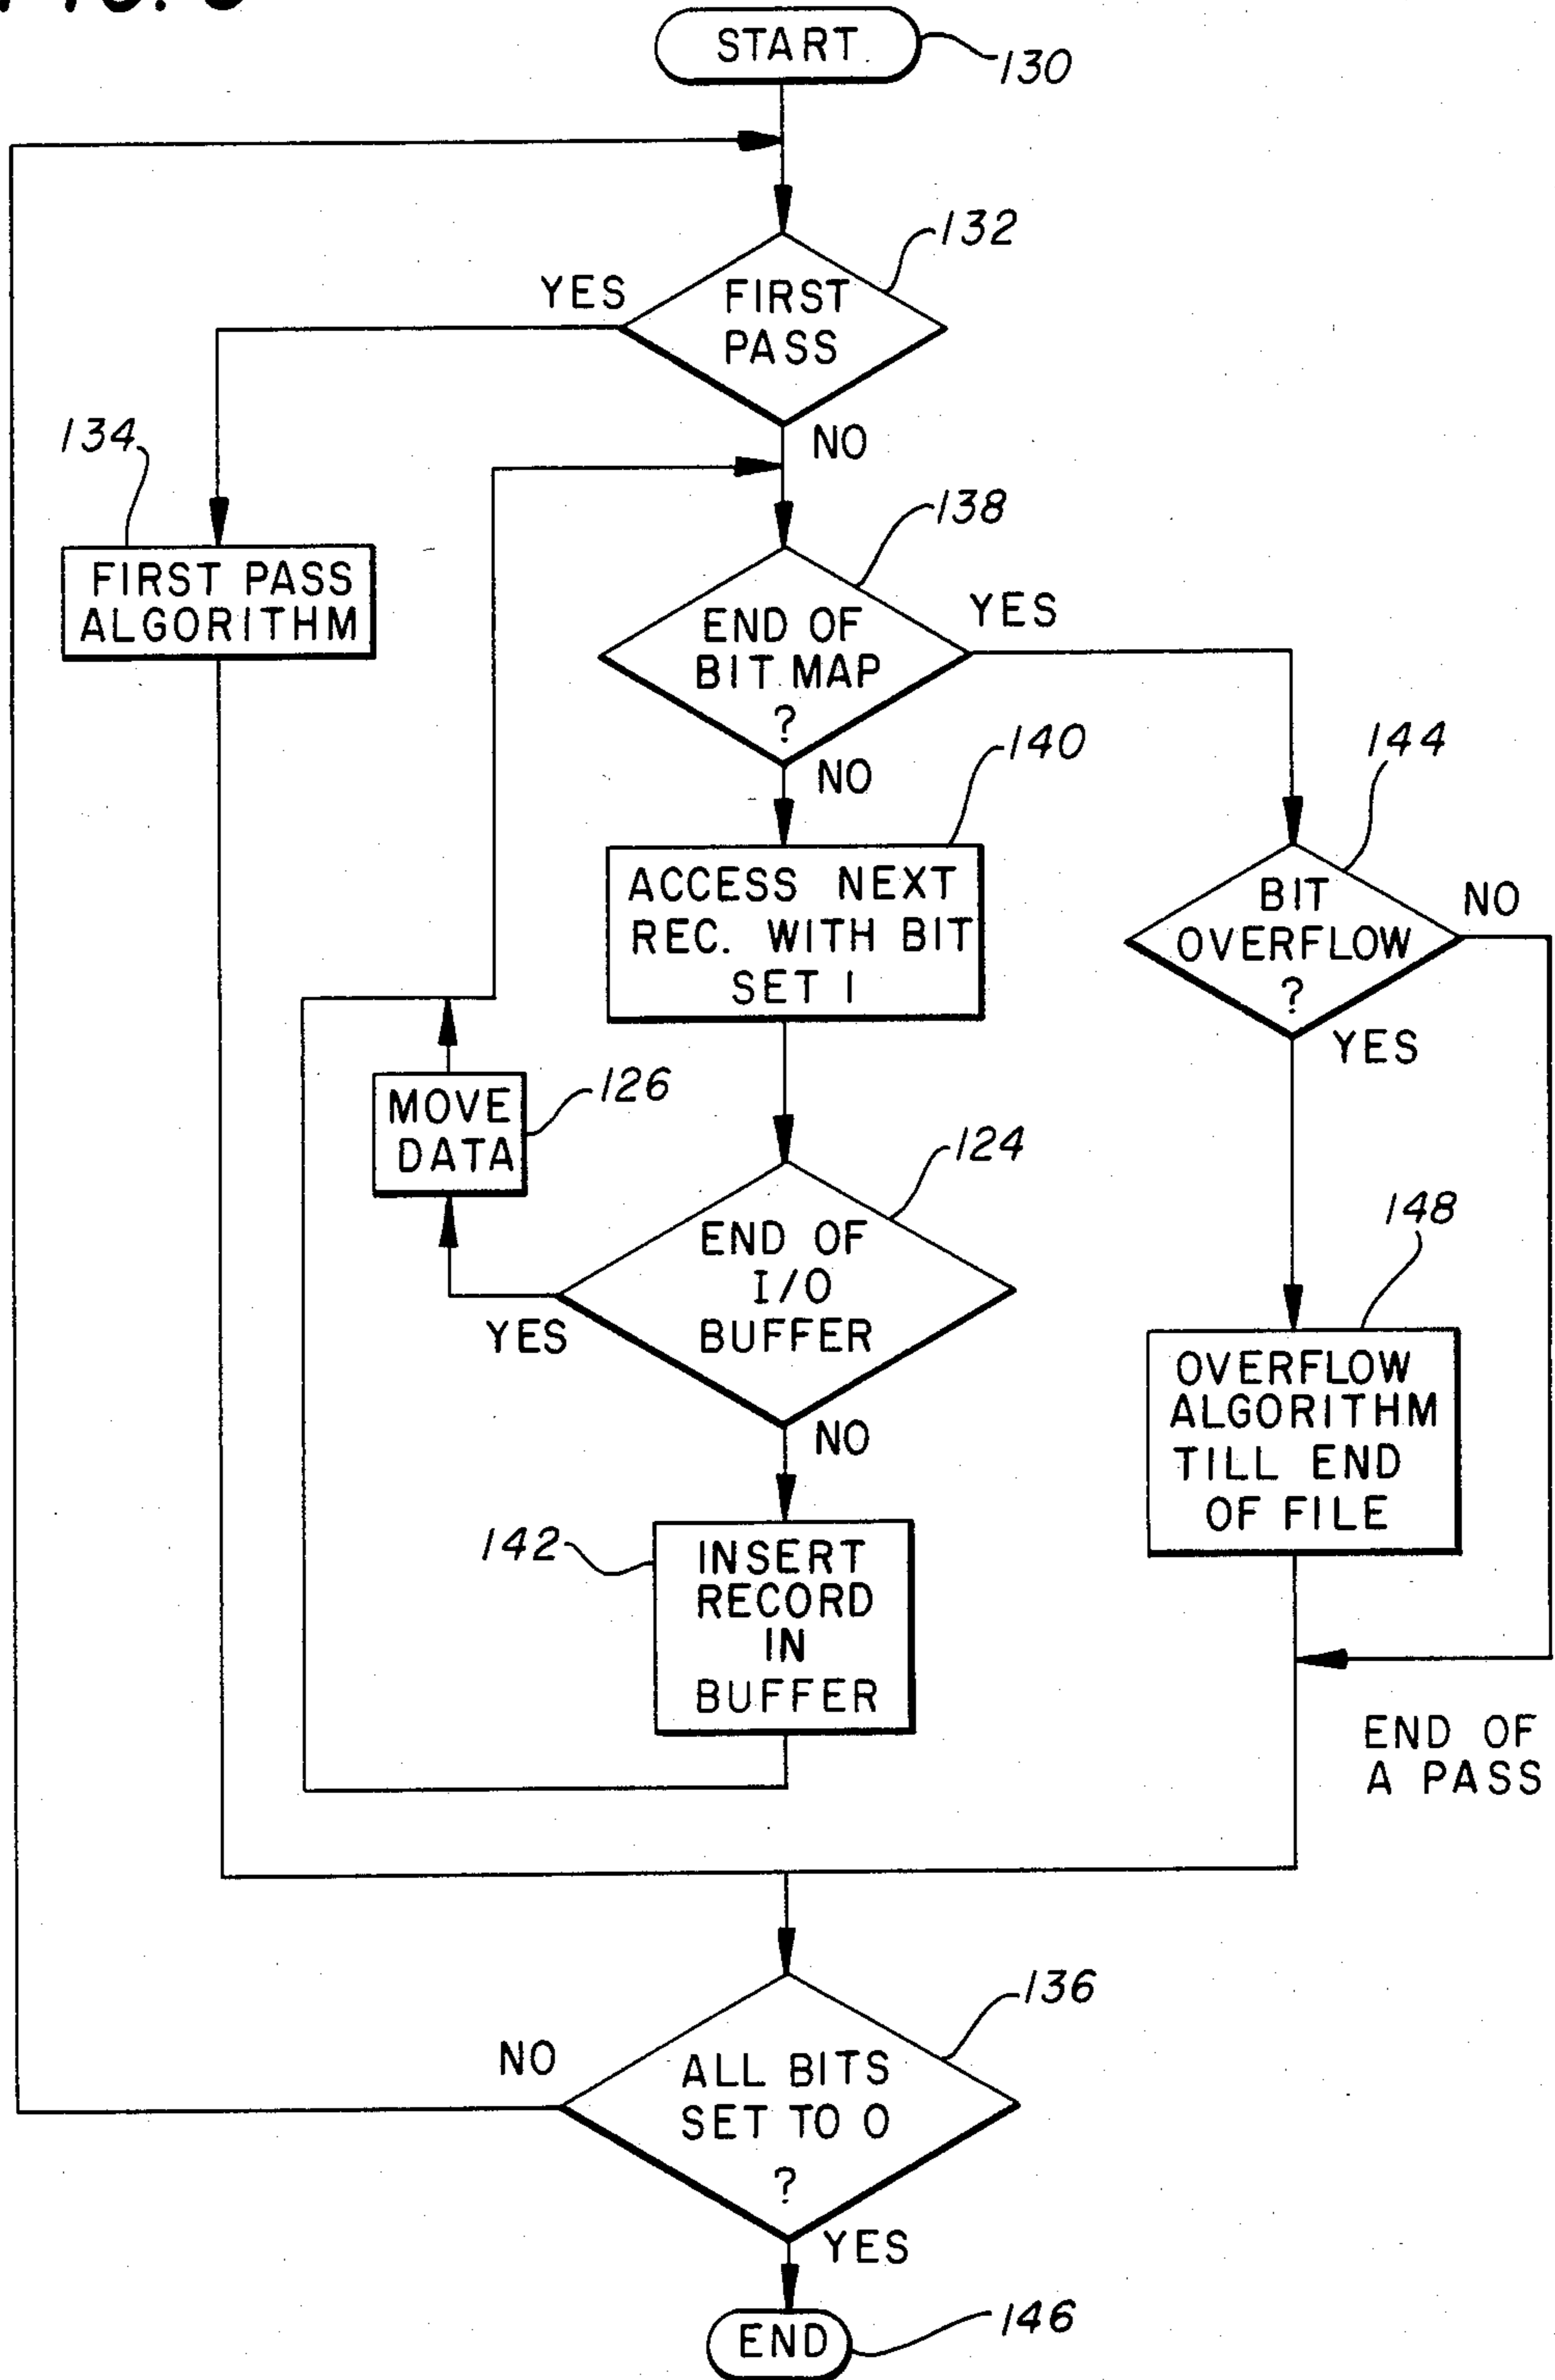 START
130
132
YES
FIRST
PASS
NO
134
138
FIRST PASS
ALGORITHM
END OF
BIT MAP
?
YES
NO
140
144
ACCESS NEXT
REC. WITH BIT
SET 1
BIT
OVERFLOW
?
NO
YES
MOVE
DATA
126
124
END OF
I/O
BUFFER
YES
NO
148
OVERFLOW
ALGORITHM
TILL END
OF FILE
142
INSERT
RECORD
IN
BUFFER
END OF
A PASS
136
NO
ALL BITS
SET TO 0
?
YES
END
146